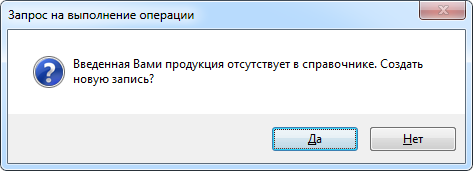 Запрос на выполнение операции
Введенная Вами продукция отсутствует в справочнике. Создать
новую запись?
Да
Нет